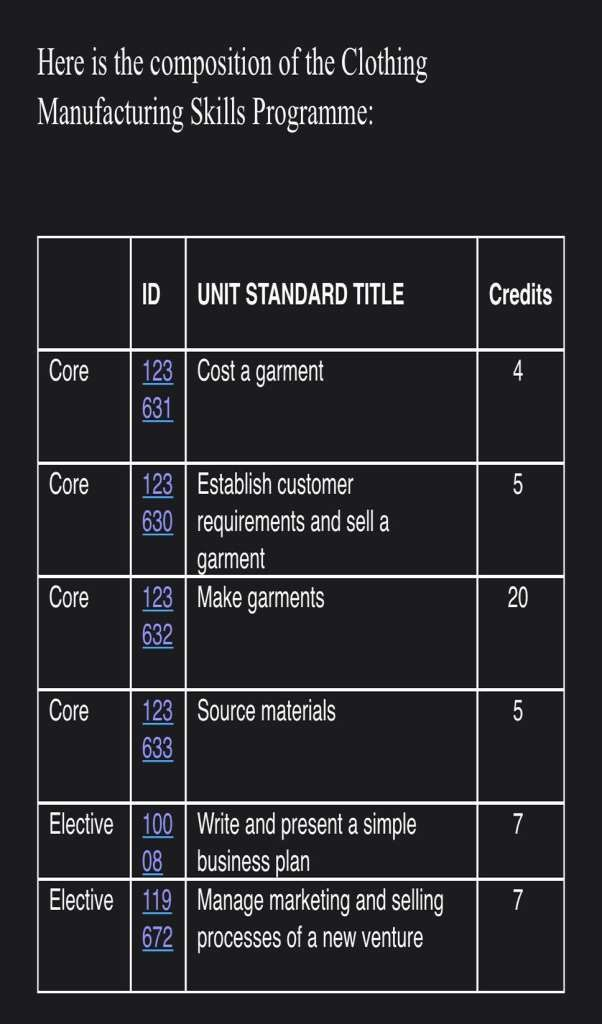 Here is the composition of the Clothing
Manufacturing Skills Programme:
ID UNIT STANDARD TITLE Credits
Core 123 Cost a garment 4
631
Core 123 Establish customer 5
630 requirements and sell a
garment
Core 123 Make garments 20
632
Core 123 Source materials 5
633
Elective 100 Write and present a simple 7
08 business plan
Elective 119 Manage marketing and selling 7
672 processes of a new venture